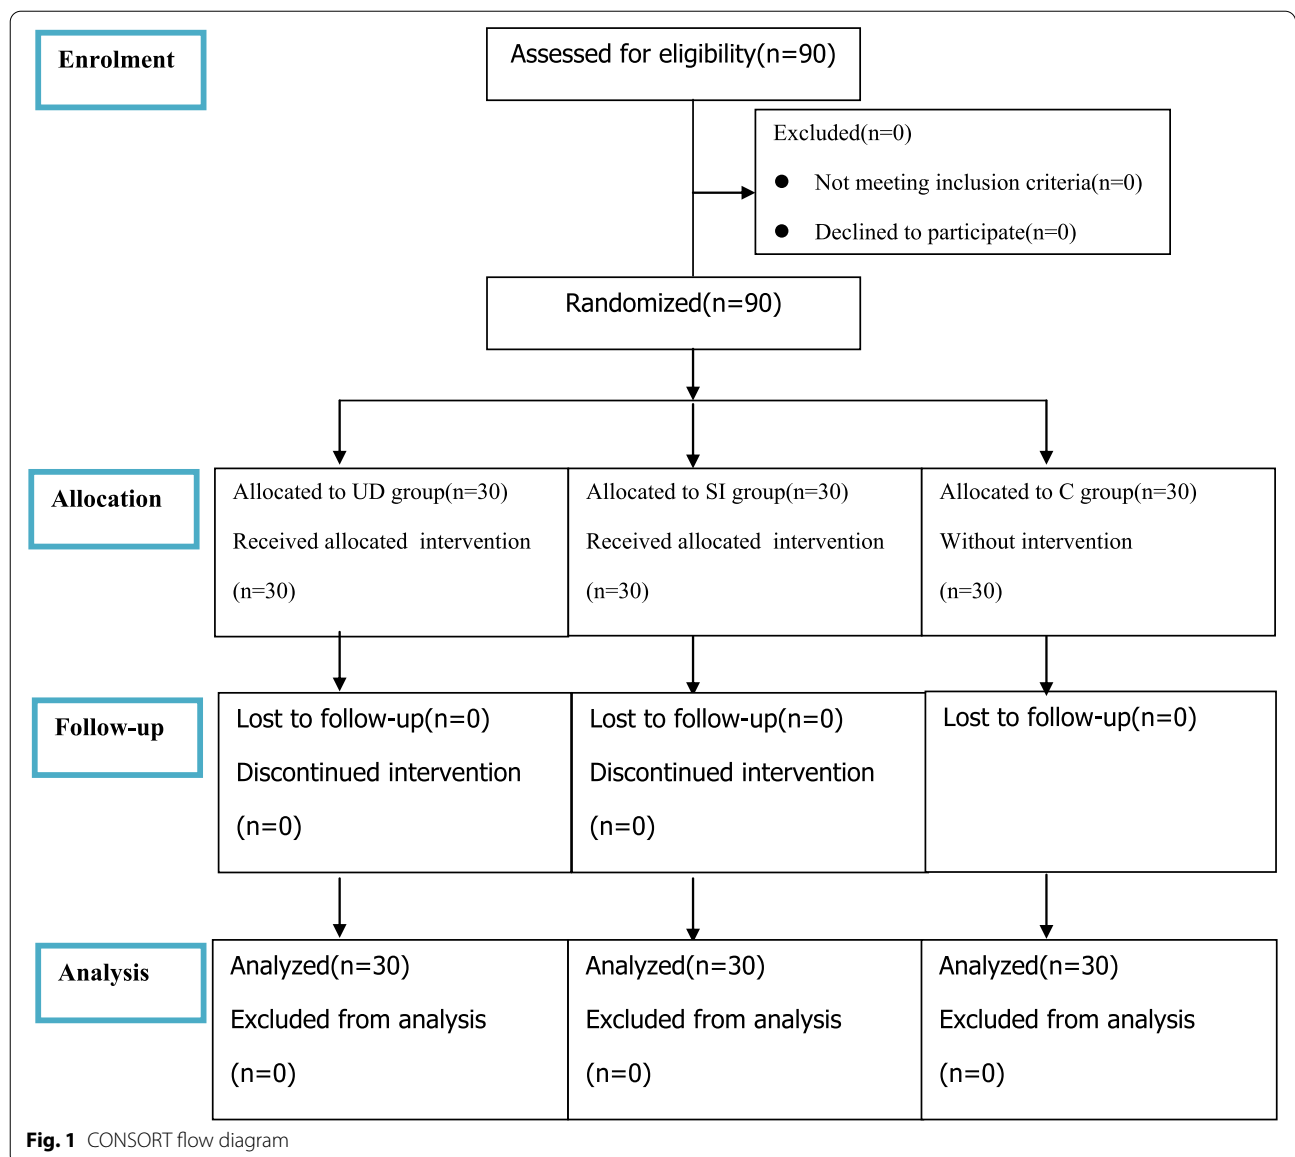 Enrolment
Assessed for eligibility(n=90)
Excluded(n=0)
● Not meeting inclusion criteria(n=0)
● Declined to participate(n=0)
Randomized(n=90)
Allocation
Allocated to UD group(n=30)
Received allocated intervention
(n=30)
Allocated to SI group(n=30)
Received allocated intervention
(n=30)
Allocated to C group(n=30)
Without intervention
(n=30)
Follow-up
Lost to follow-up(n=0)
Discontinued intervention
(n=0)
Lost to follow-up(n=0)
Discontinued intervention
(n=0)
Lost to follow-up(n=0)
Analysis
Analyzed(n=30)
Excluded from analysis
(n=0)
Analyzed(n=30)
Excluded from analysis
(n=0)
Analyzed(n=30)
Excluded from analysis
(n=0)
Fig. 1 CONSORT flow diagram